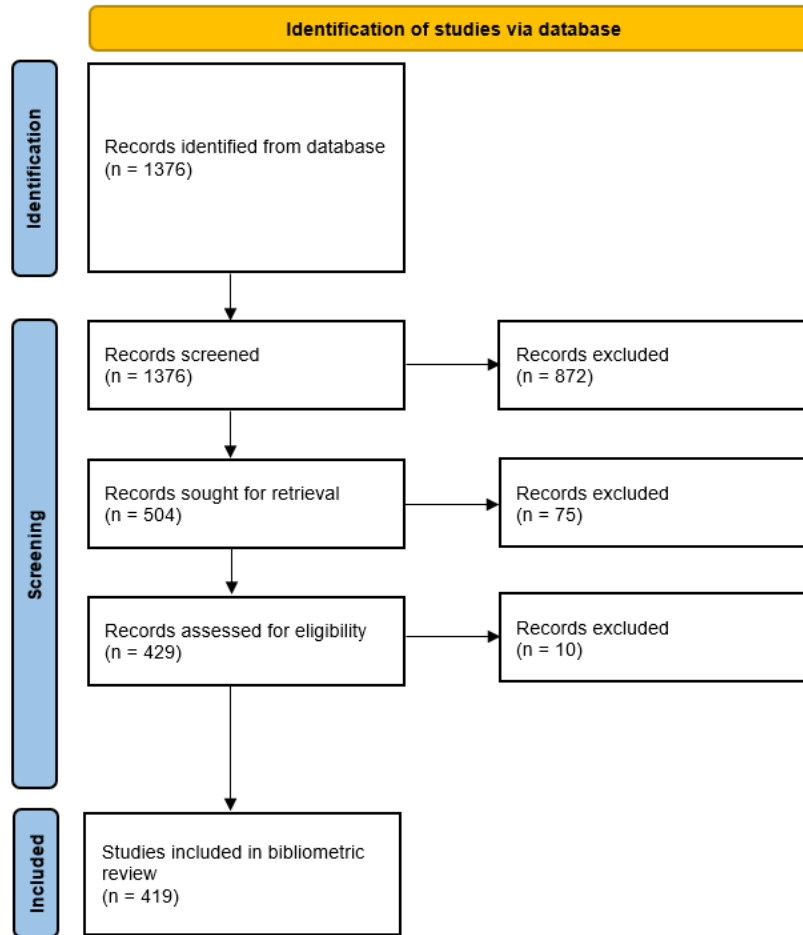 Identification of studies via database
Identification
Records identified from database
(n = 1376)
Screening
Records screened
(n = 1376)
Records excluded
(n = 872)
Records sought for retrieval
(n = 504)
Records excluded
(n = 75)
Records assessed for eligibility
(n = 429)
Records excluded
(n = 10)
Included
Studies included in bibliometric
review
(n = 419)